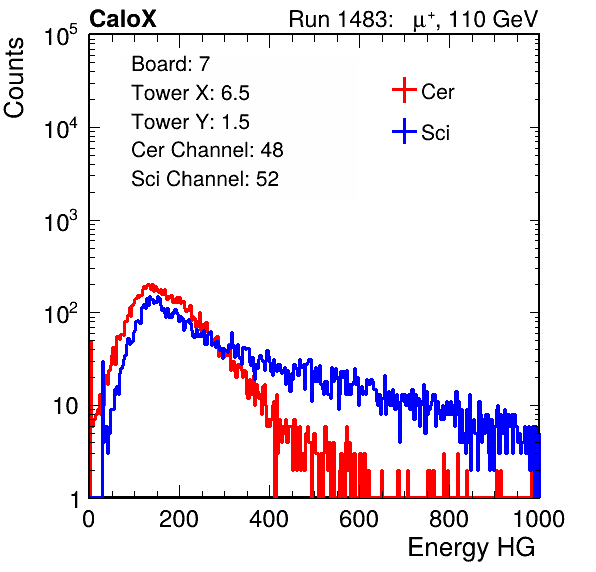 CaloX Run 1483: μ⁺, 110 GeV
Counts
Board: 7
Tower X: 6.5
Tower Y: 1.5
Cer Channel: 48
Sci Channel: 52
Cer
Sci
10⁵
10⁴
10³
10²
10
1
0 200 400 600 800 1000
Energy HG